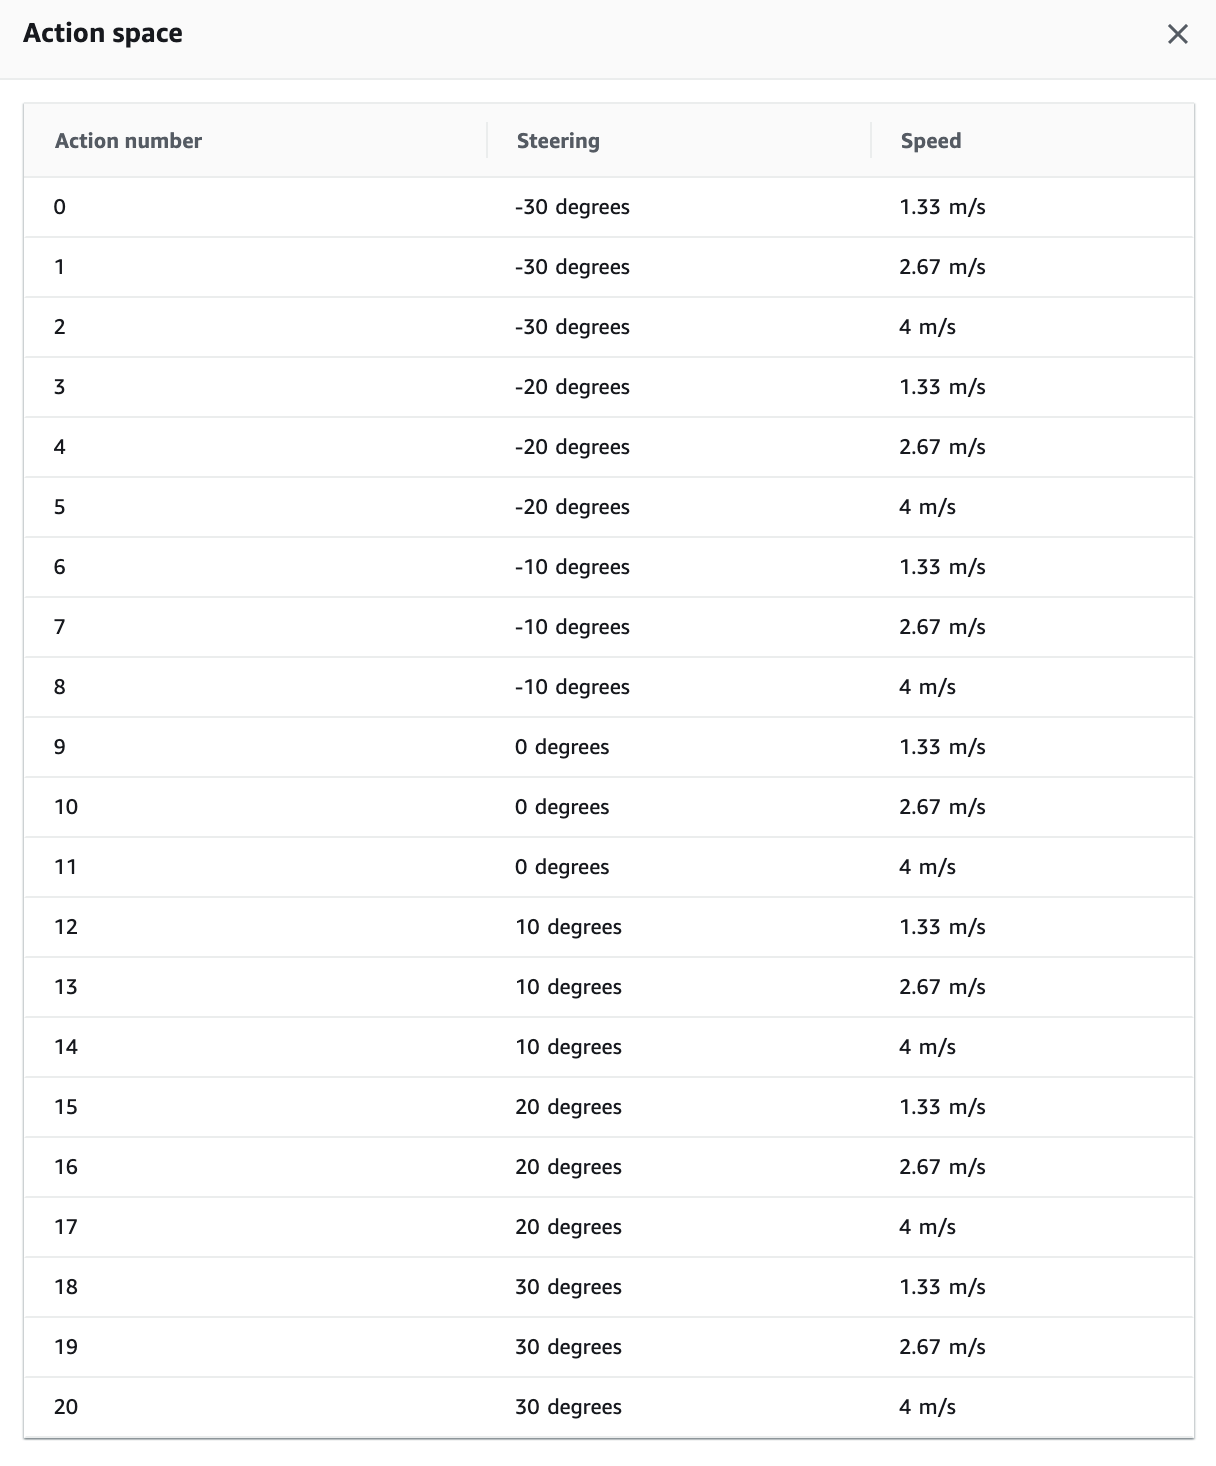 Action space
Action number Steering Speed
0 -30 degrees 1.33 m/s
1 -30 degrees 2.67 m/s
2 -30 degrees 4 m/s
3 -20 degrees 1.33 m/s
4 -20 degrees 2.67 m/s
5 -20 degrees 4 m/s
6 -10 degrees 1.33 m/s
7 -10 degrees 2.67 m/s
8 -10 degrees 4 m/s
9 0 degrees 1.33 m/s
10 0 degrees 2.67 m/s
11 0 degrees 4 m/s
12 10 degrees 1.33 m/s
13 10 degrees 2.67 m/s
14 10 degrees 4 m/s
15 20 degrees 1.33 m/s
16 20 degrees 2.67 m/s
17 20 degrees 4 m/s
18 30 degrees 1.33 m/s
19 30 degrees 2.67 m/s
20 30 degrees 4 m/s